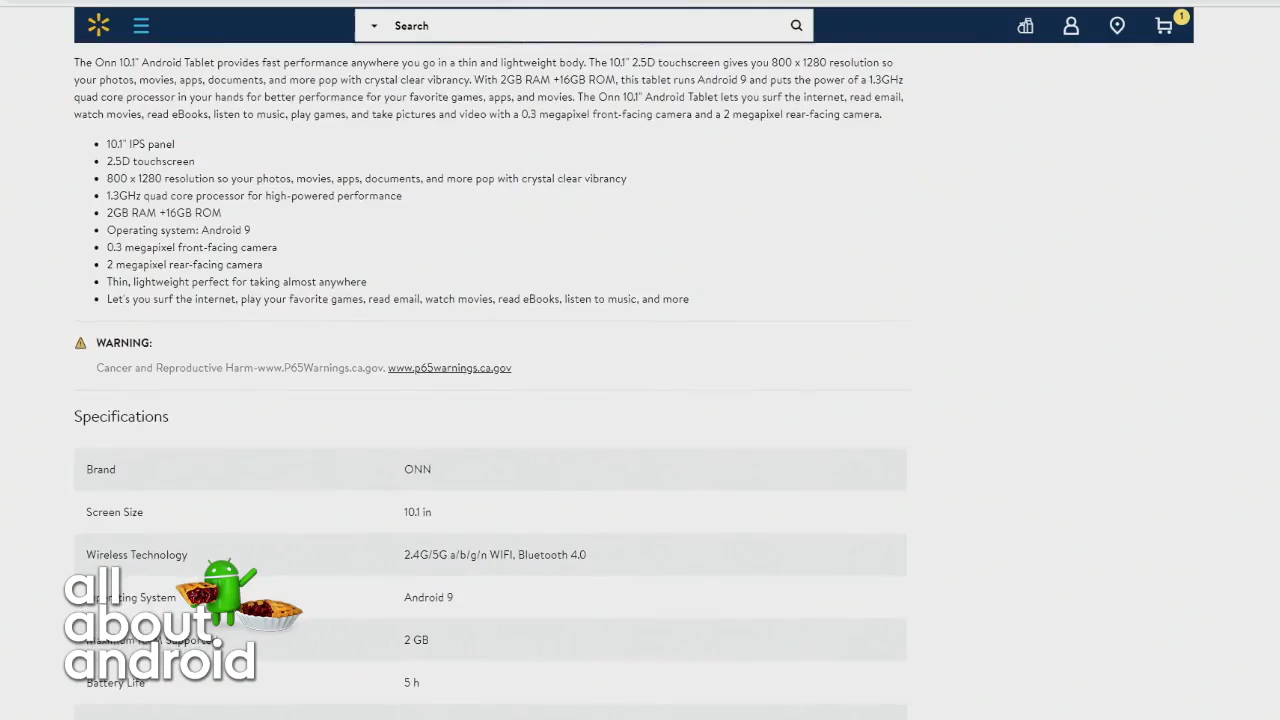 Search
1
The Onn 10.1" Android Tablet provides fast performance anywhere you go in a thin and lightweight body. The 10.1" 2.5D touchscreen gives you 800 x 1280 resolution so
your photos, movies, apps, documents, and more pop with crystal clear vibrancy. With 2GB RAM +16GB ROM, this tablet runs Android 9 and puts the power of a 1.3GHz
quad core processor in your hands for better performance for your favorite games, apps, and movies. The Onn 10.1" Android Tablet lets you surf the internet, read email,
watch movies, read eBooks, listen to music, play games, and take pictures and video with a 0.3 megapixel front-facing camera and a 2 megapixel rear-facing camera.
10.1" IPS panel
2.5D touchscreen
800 x 1280 resolution so your photos, movies, apps, documents, and more pop with crystal clear vibrancy
1.3GHz quad core processor for high-powered performance
2GB RAM +16GB ROM
Operating system: Android 9
0.3 megapixel front-facing camera
2 megapixel rear-facing camera
Thin, lightweight perfect for taking almost anywhere
Let's you surf the internet, play your favorite games, read email, watch movies, read eBooks, listen to music, and more
WARNING:
Cancer and Reproductive Harm-www.P65Warnings.ca.gov. www.p65warnings.ca.gov
Specifications
Brand ONN
Screen Size 10.1 in
Wireless Technology 2.4G/5G a/b/g/n WIFI, Bluetooth 4.0
System Android 9
2 GB
Battery Life 5 h
all
about
android